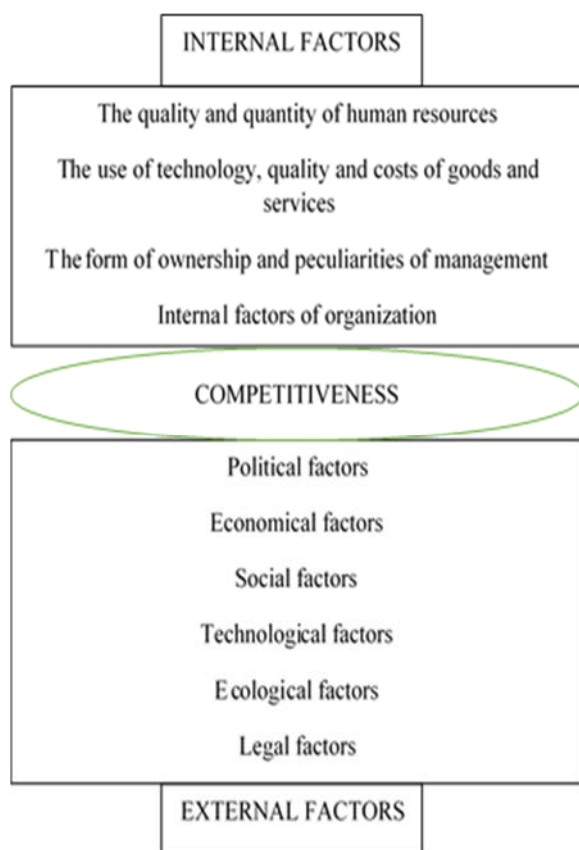 INTERNAL FACTORS
The quality and quantity of human resources
The use of technology, quality and costs of goods and
services
The form of ownership and peculiarities of management
Internal factors of organization
COMPETITIVENESS
Political factors
Economical factors
Social factors
Technological factors
Ecological factors
Legal factors
EXTERNAL FACTORS